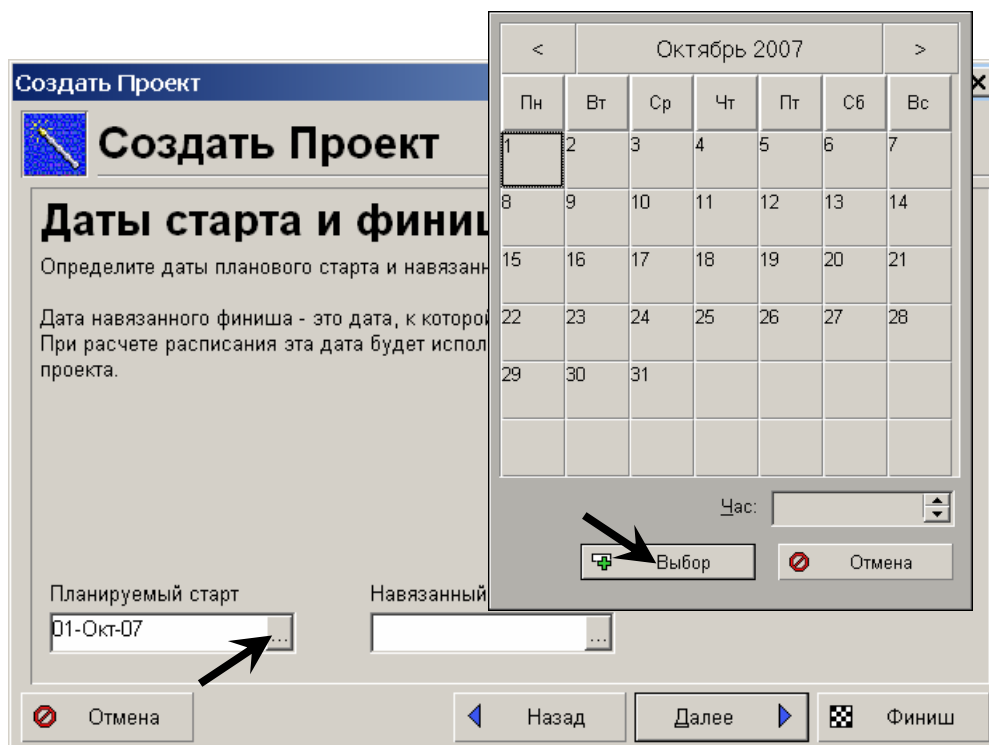 Создать Проект
Создать Проект
Даты старта и финиш
Определите даты планового старта и навязанн
Дата навязанного финиша - это дата, к которой
При расчете расписания эта дата будет испол
проекта.
Планируемый старт
Навязанный
01-Окт-07
...
...
Отмена
Назад
Далее
Финиш
< Октябрь 2007 >
Пн Вт Ср Чт Пт Сб Вс
1 2 3 4 5 6 7
8 9 10 11 12 13 14
15 16 17 18 19 20 21
22 23 24 25 26 27 28
29 30 31
Час:
Выбор
Отмена